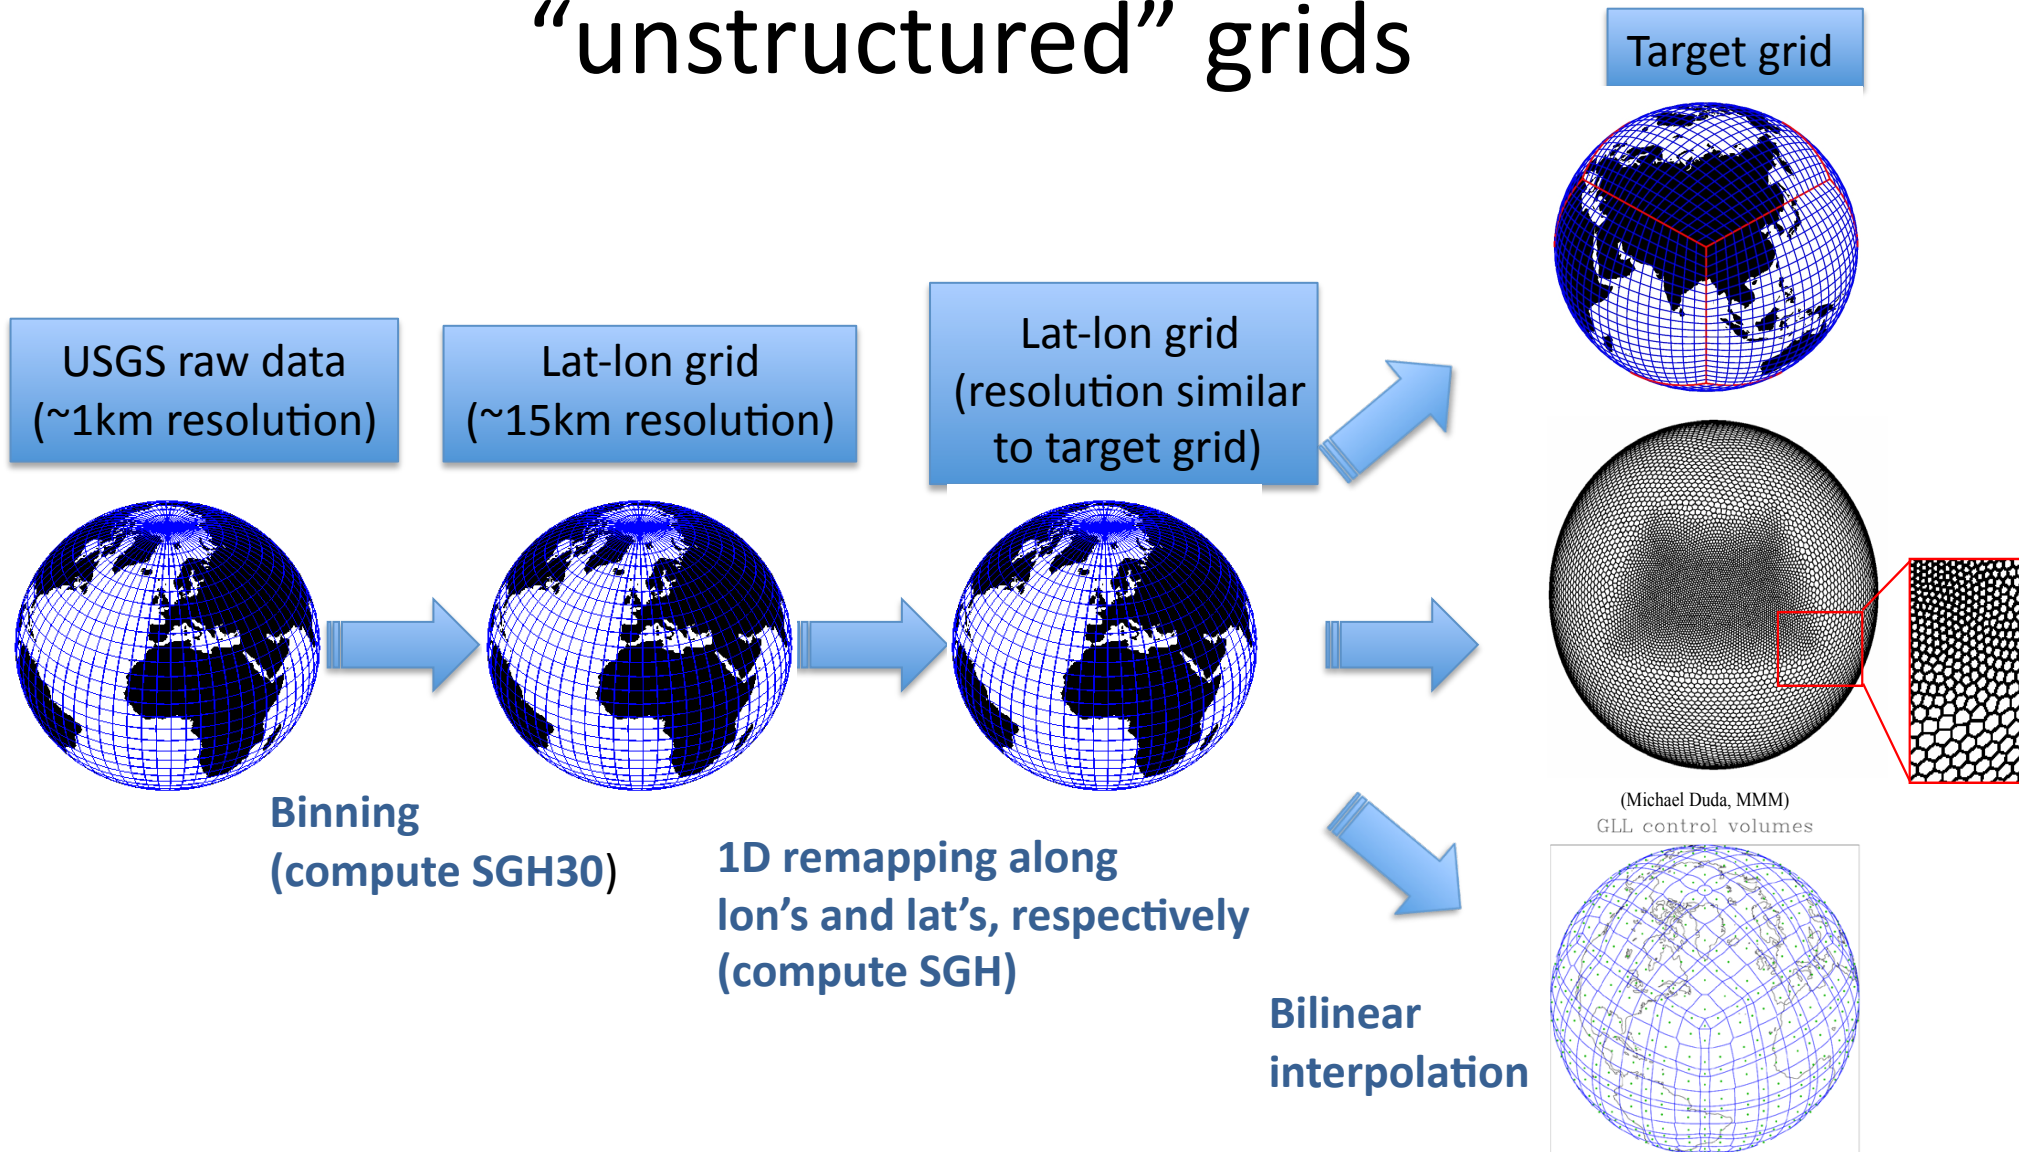 “unstructured” grids
Target grid
USGS raw data
(~1km resolution)
Lat-lon grid
(~15km resolution)
Lat-lon grid
(resolution similar
to target grid)
Binning
(compute SGH30)
1D remapping along
lon’s and lat’s, respectively
(compute SGH)
Bilinear
interpolation
(Michael Duda, MMM)
GLL control volumes